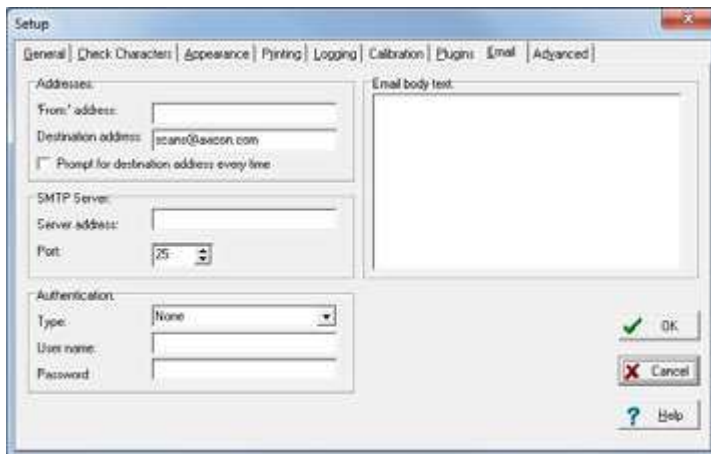 Setup
General Check Characters Appearance Printing Logging Calibration Plugins Email Advanced
Addresses:
'From:' address:
Destination address: scans@axicon.com
Prompt for destination address every time
SMTP Server:
Server address:
Port: 25
Authentication:
Type: None
User name:
Password:
Email body text:
OK
Cancel
Help